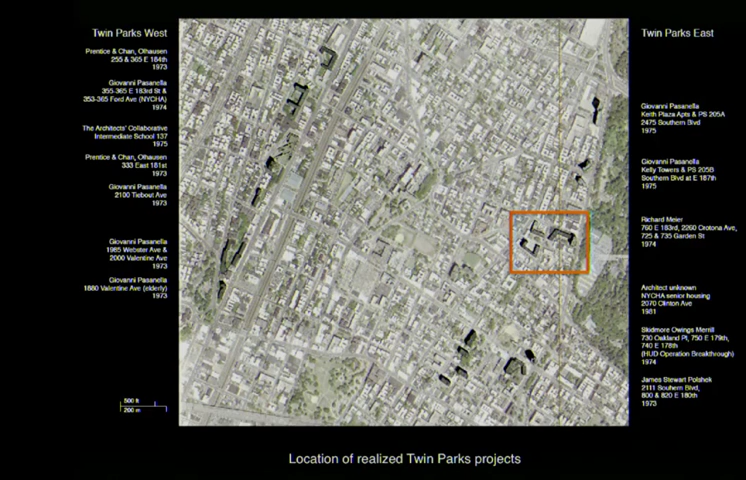 Twin Parks West
Prentice & Chan, Olhausen
255 & 365 E 184th
1973
Giovanni Pasanella
355-365 E 183rd St &
353-365 Ford Ave (NYCHA)
1974
The Architects' Collaborative
Intermediate School 137
1975
Prentice & Chan, Olhausen
333 East 181st
1973
Giovanni Pasanella
2100 Tiebout Ave
1973
Giovanni Pasanella
1985 Webster Ave &
2000 Valentine Ave
1973
Giovanni Pasanella
1880 Valentine Ave (elderly)
1973
500 ft
200 m
Twin Parks East
Giovanni Pasanella
Keith Plaza Apts & PS 205A
2475 Southern Blvd
1975
Giovanni Pasanella
Kelly Towers & PS 205B
Southern Blvd at E 187th
1975
Richard Meier
760 E 183rd, 2260 Crotona Ave,
725 & 735 Garden St
1974
Architect unknown
NYCHA senior housing
2070 Clinton Ave
1981
Skidmore Owings Merrill
730 Oakland Pl, 750 E 179th,
740 E 178th
(HUD Operation Breakthrough)
1974
James Stewart Polshek
2111 Southern Blvd,
800 & 820 E 180th
1973
Location of realized Twin Parks projects